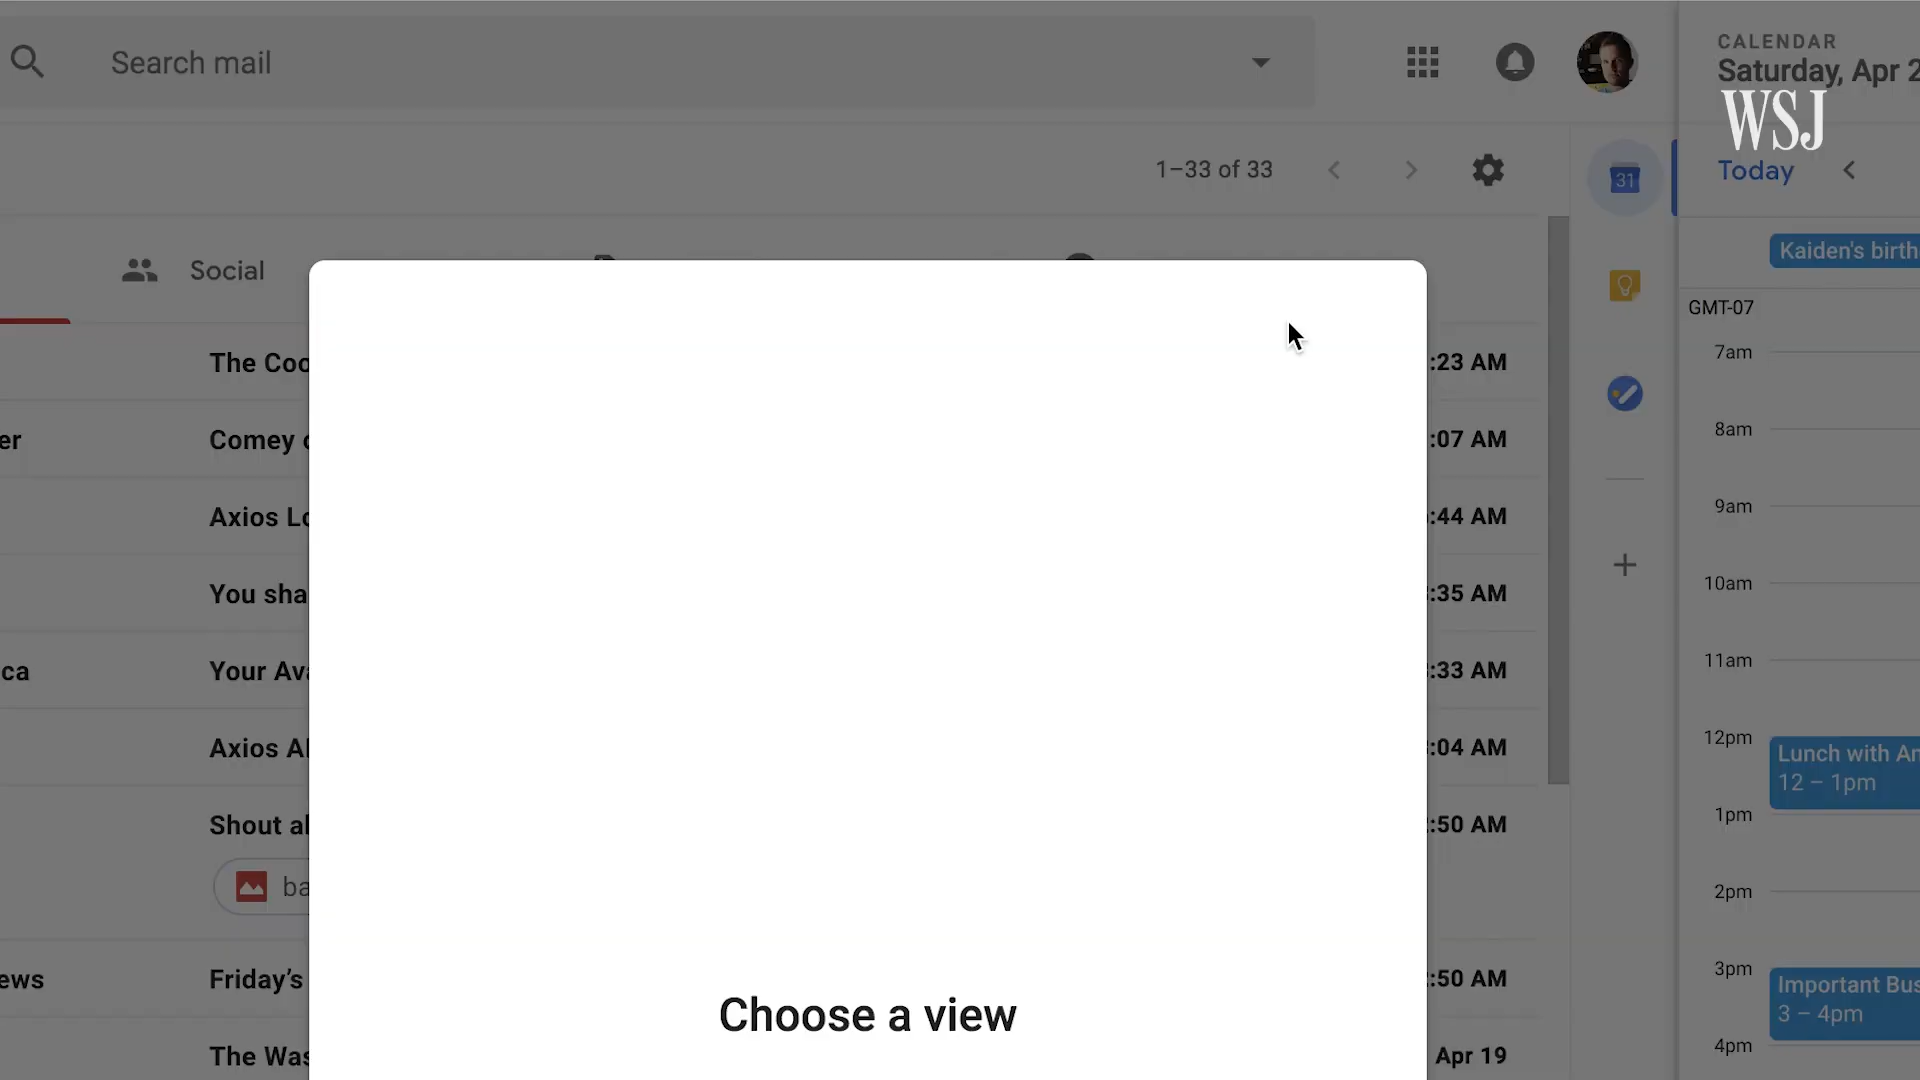 Search mail
CALENDAR
Saturday, Apr 2
WSJ
1–33 of 33
31
Today
Social
Kaiden's birth
GMT-07
The Coo
:23 AM
7am
er
Comey
:07 AM
8am
Axios Lo
:44 AM
9am
You sha
:35 AM
10am
ca
Your Ava
:33 AM
11am
Axios Al
:04 AM
12pm
Lunch with An
12 – 1pm
Shout al
:50 AM
1pm
ba
2pm
ews
Friday’s
:50 AM
3pm
Important Bus
3 – 4pm
Choose a view
The Was
Apr 19
4pm